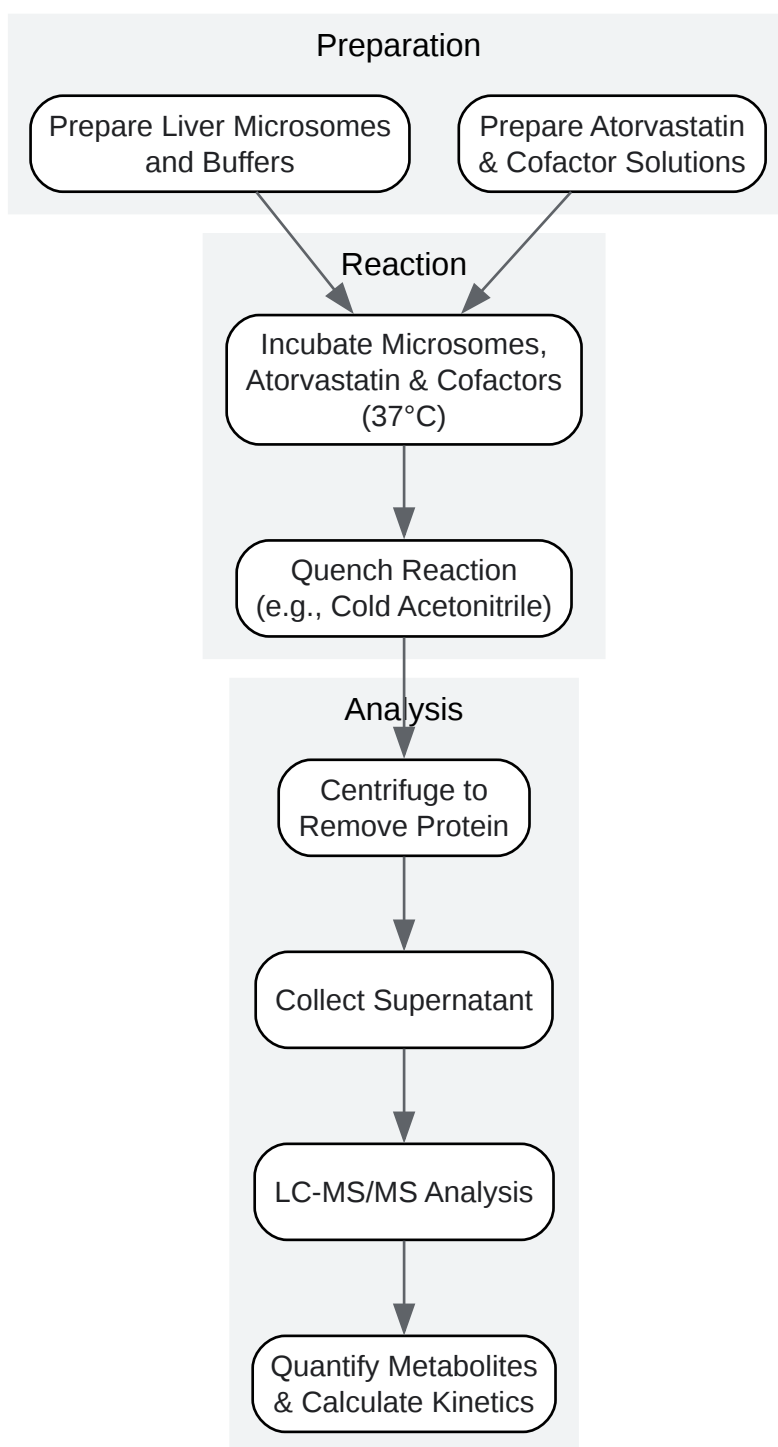 Preparation
Prepare Liver Microsomes
and Buffers
Prepare Atorvastatin
& Cofactor Solutions
Reaction
Incubate Microsomes,
Atorvastatin & Cofactors
(37°C)
Quench Reaction
(e.g., Cold Acetonitrile)
Analysis
Centrifuge to
Remove Protein
Collect Supernatant
LC-MS/MS Analysis
Quantify Metabolites
& Calculate Kinetics